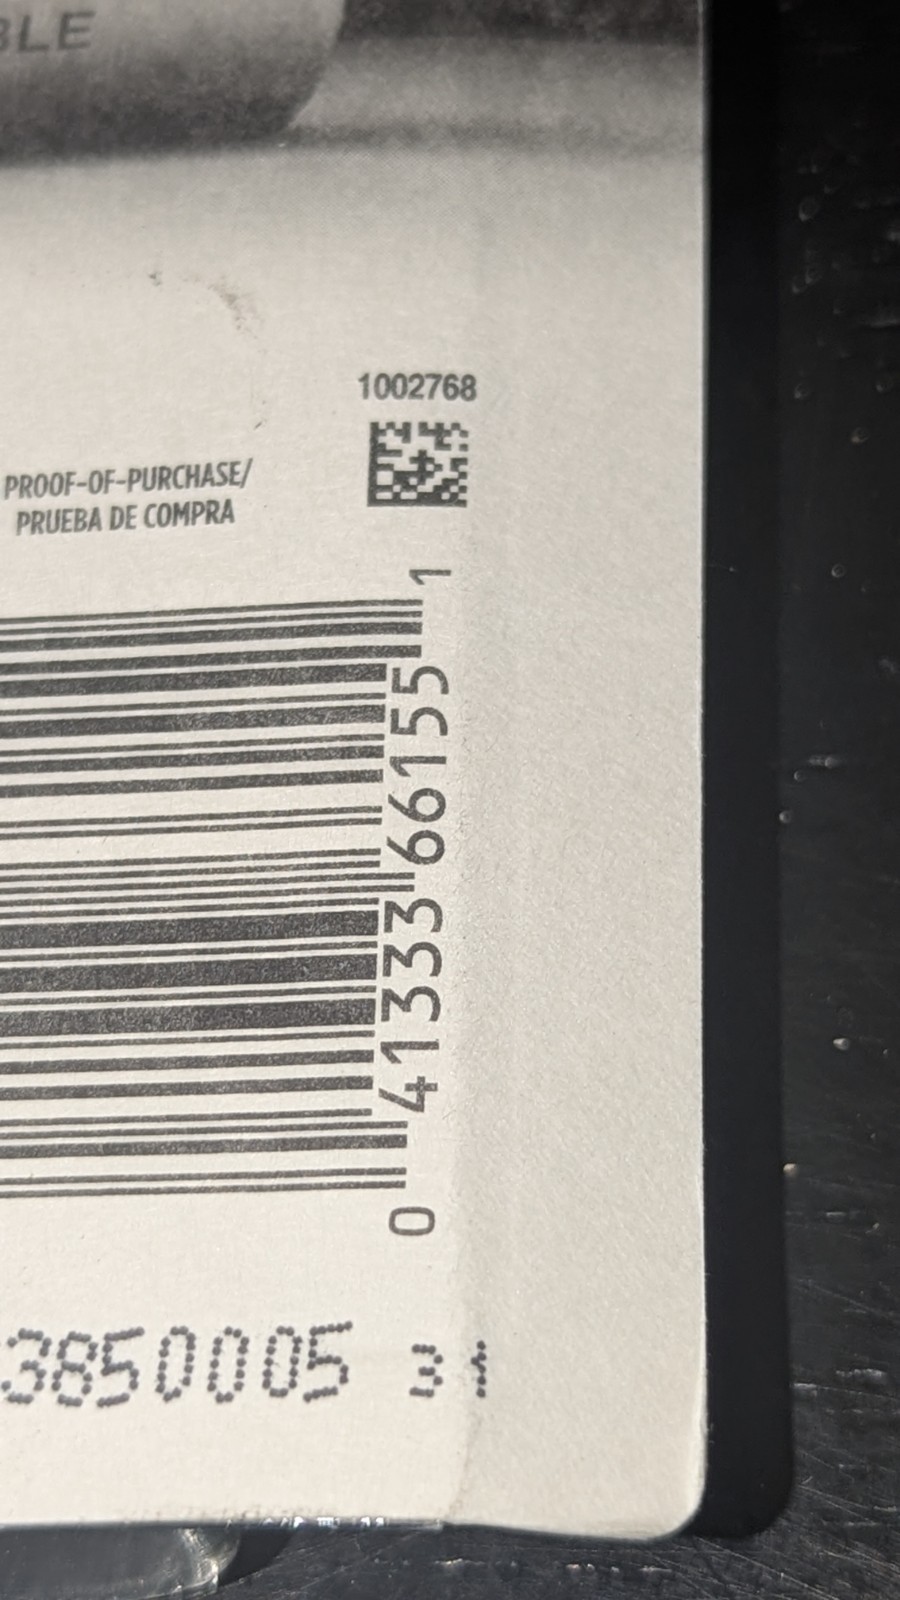 BLE
1002768
PROOF-OF-PURCHASE/
PRUEBA DE COMPRA
0 41333 66155 1
3850005